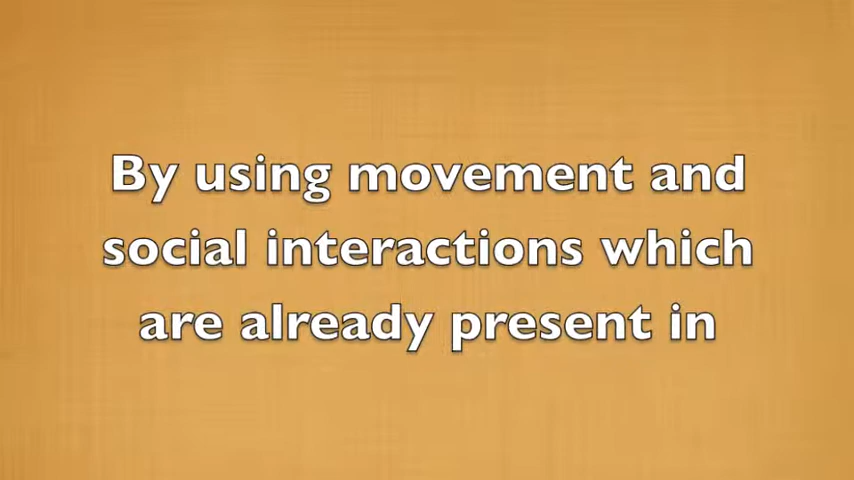 By using movement and
social interactions which
are already present in